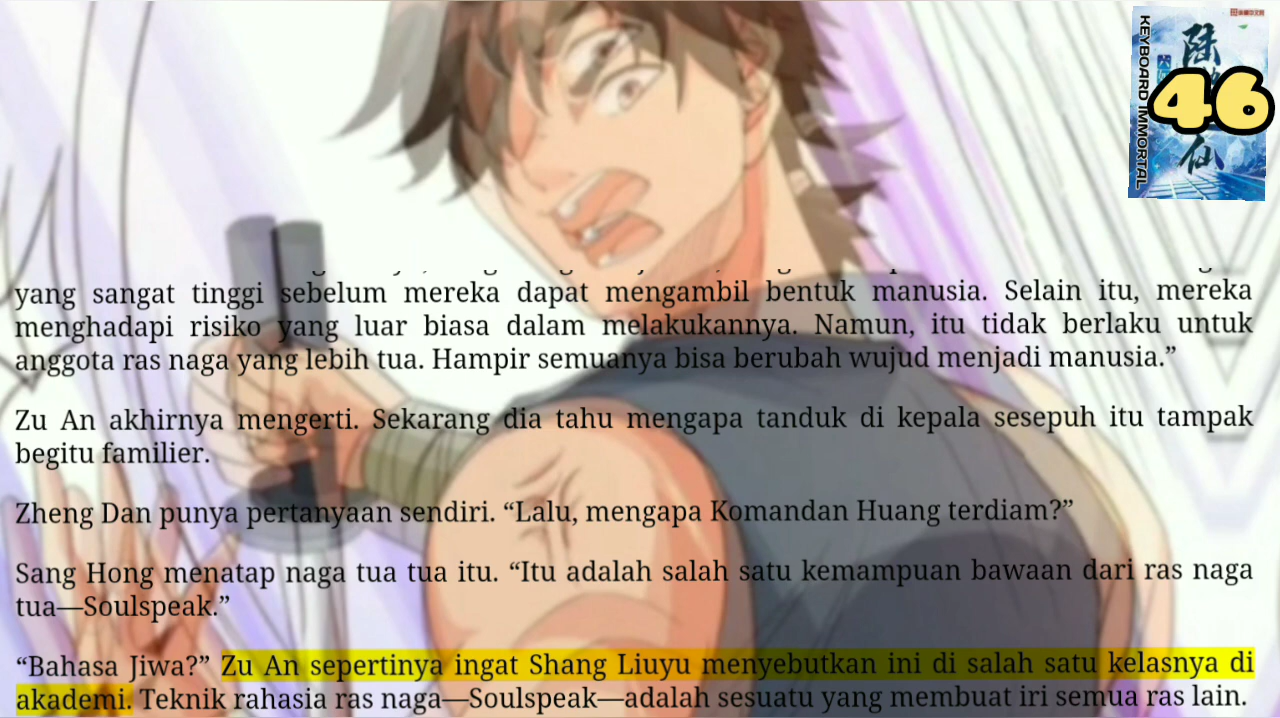 KEYBOARD IMMORTAL
46
yang sangat tinggi sebelum mereka dapat mengambil bentuk manusia. Selain itu, mereka
menghadapi risiko yang luar biasa dalam melakukannya. Namun, itu tidak berlaku untuk
anggota ras naga yang lebih tua. Hampir semuanya bisa berubah wujud menjadi manusia.”
Zu An akhirnya mengerti. Sekarang dia tahu mengapa tanduk di kepala sesepuh itu tampak
begitu familier.
Zheng Dan punya pertanyaan sendiri. “Lalu, mengapa Komandan Huang terdiam?”
Sang Hong menatap naga tua tua itu. “Itu adalah salah satu kemampuan bawaan dari ras naga
tua—Soulspeak.”
“Bahasa Jiwa?” Zu An sepertinya ingat Shang Liuyu menyebutkan ini di salah satu kelasnya di
akademi. Teknik rahasia ras naga—Soulspeak—adalah sesuatu yang membuat iri semua ras lain.